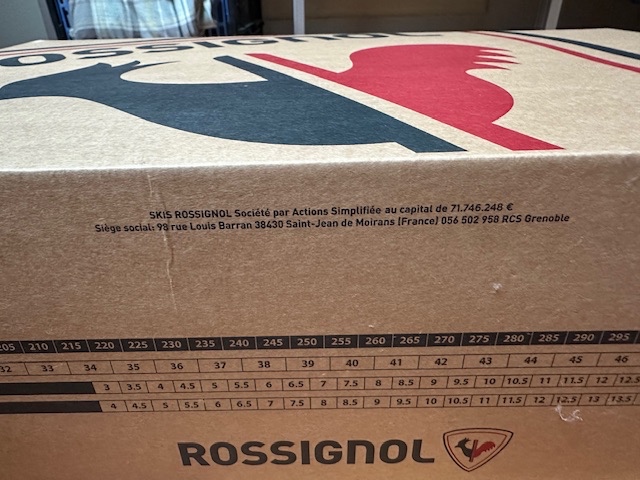 ROSSIGNOL
SKIS ROSSIGNOL Société par Actions Simplifiée au capital de 71.746.248 €
Siège social: 98 rue Louis Barran 38430 Saint-Jean de Moirans (France) 056 502 958 RCS Grenoble
205 210 215 220 225 230 235 240 245 250 255 260 265 270 275 280 285 290 295
32 33 34 35 36 37 38 39 40 41 42 43 44 45 46
3 3.5 4 4.5 5 5.5 6 6.5 7 7.5 8 8.5 9 9.5 10 10.5 11 11.5 12 12.5
4 4.5 5 5.5 6 6.5 7 7.5 8 8.5 9 9.5 10 10.5 11 11.5 12 12.5 13 13.5
ROSSIGNOL